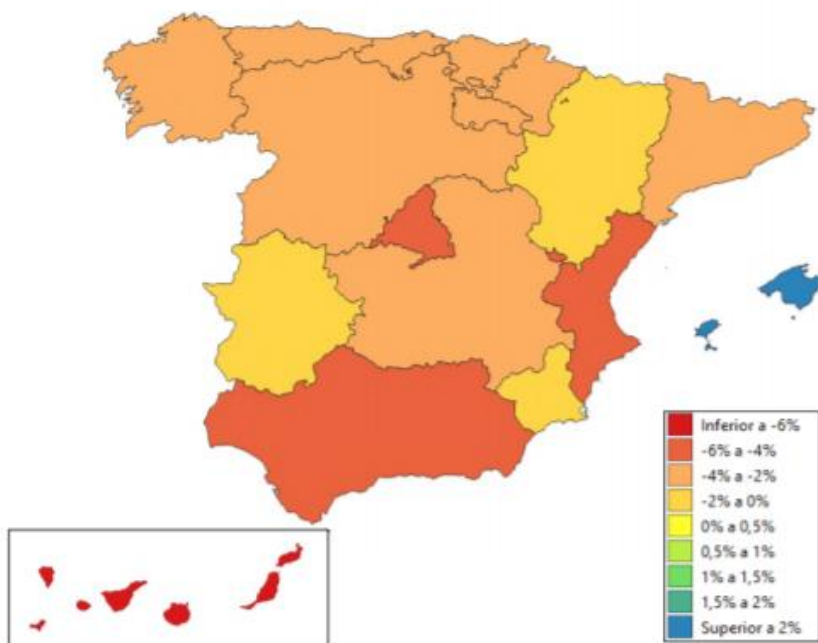 Inferior a -6%
-6% a -4%
-4% a -2%
-2% a 0%
0% a 0,5%
0,5% a 1%
1% a 1,5%
1,5% a 2%
Superior a 2%